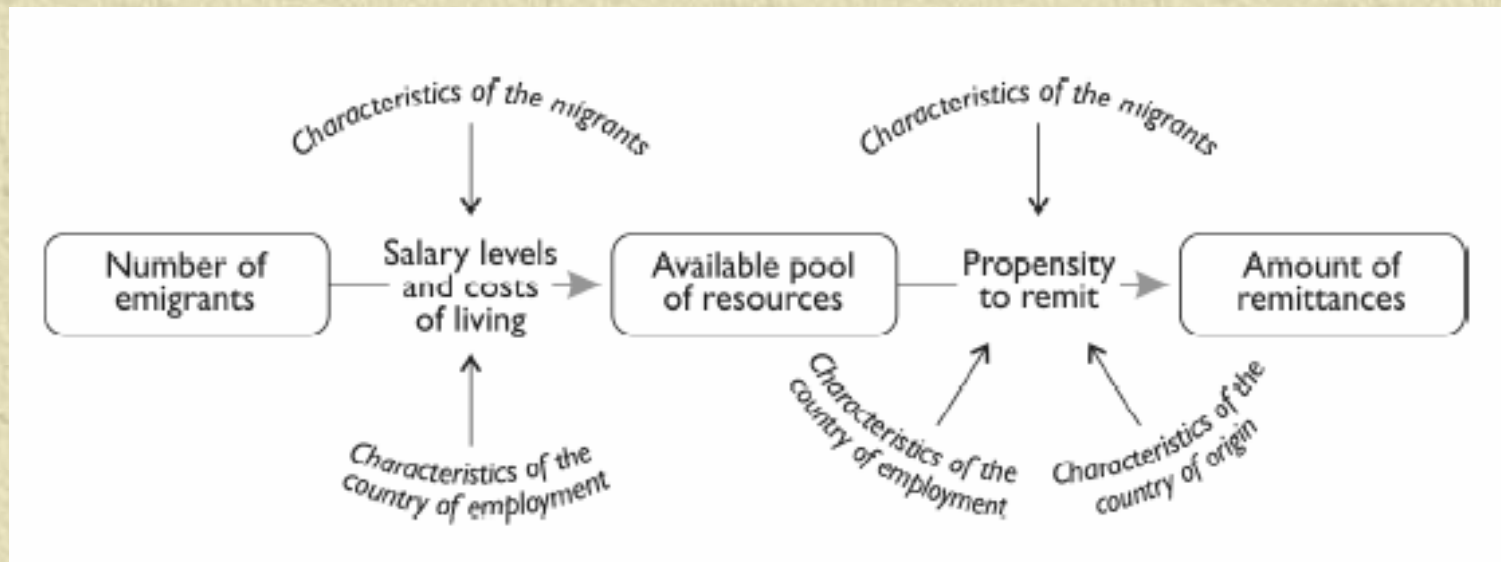 Characteristics of the migrants
Characteristics of the migrants
Number of
emigrants
Salary levels
and costs
of living
Available pool
of resources
Propensity
to remit
Amount of
remittances
Characteristics of the
country of employment
Characteristics of the
country of employment
Characteristics of the
country of origin